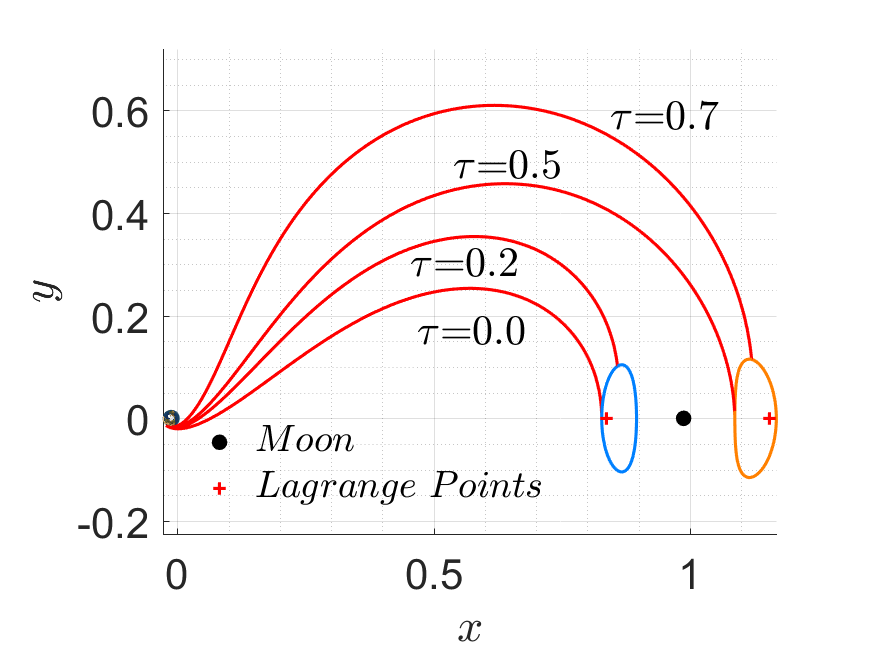 0.6
0.4
0.2
0
-0.2
y
τ=0.7
τ=0.5
τ=0.2
τ=0.0
Moon
Lagrange Points
0 0.5 1
x